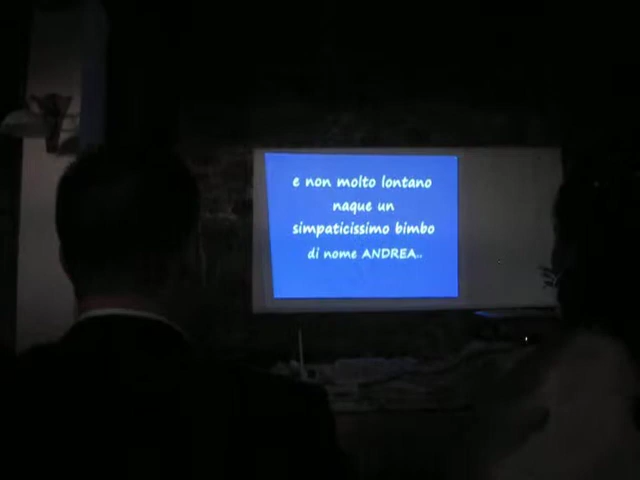 e non molto lontano
naque un
simpaticissimo bimbo
di nome ANDREA..